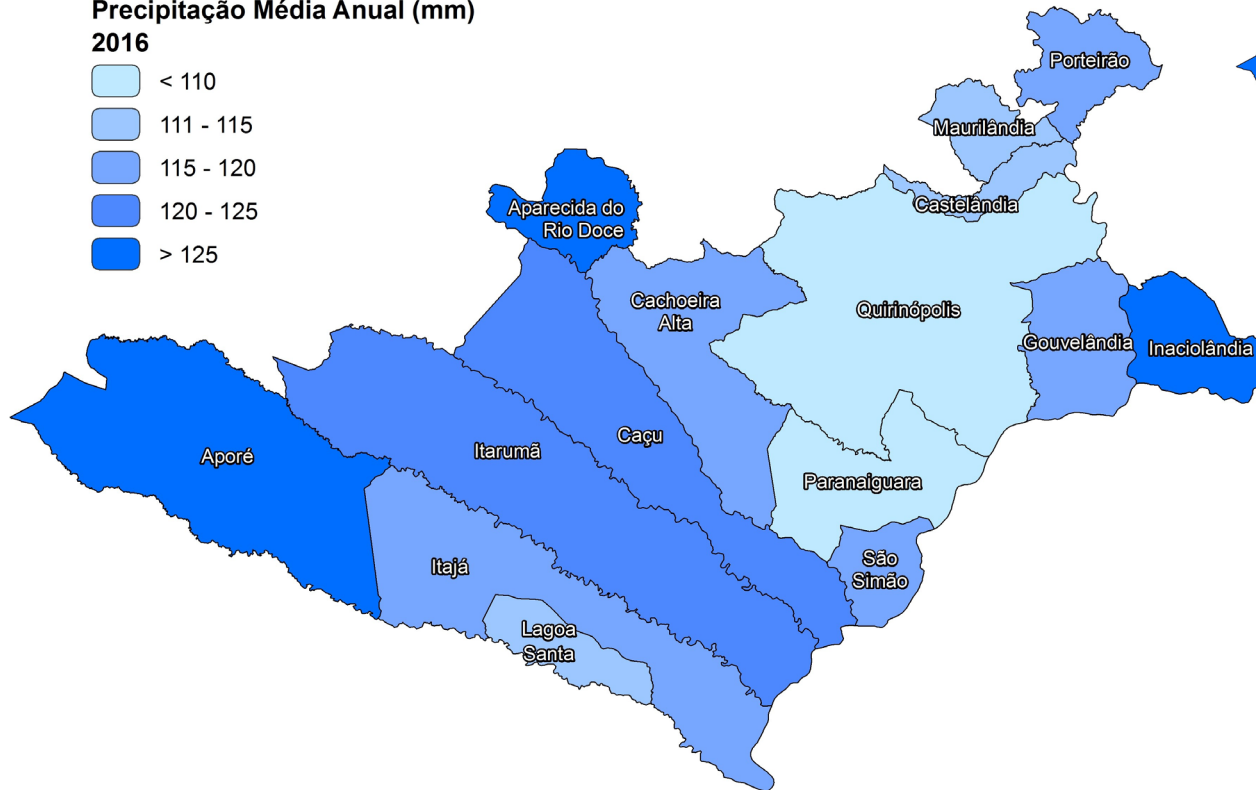 Precipitação Média Anual (mm)
2016
< 110
111 - 115
115 - 120
120 - 125
> 125
Porteirão
Maurilândia
Castelândia
Aparecida do
Rio Doce
Cachoeira
Alta
Quirinópolis
Gouvelândia
Inaciolândia
Caçu
Itarumã
Aporé
Paranaiguara
São
Simão
Itajá
Lagoa
Santa